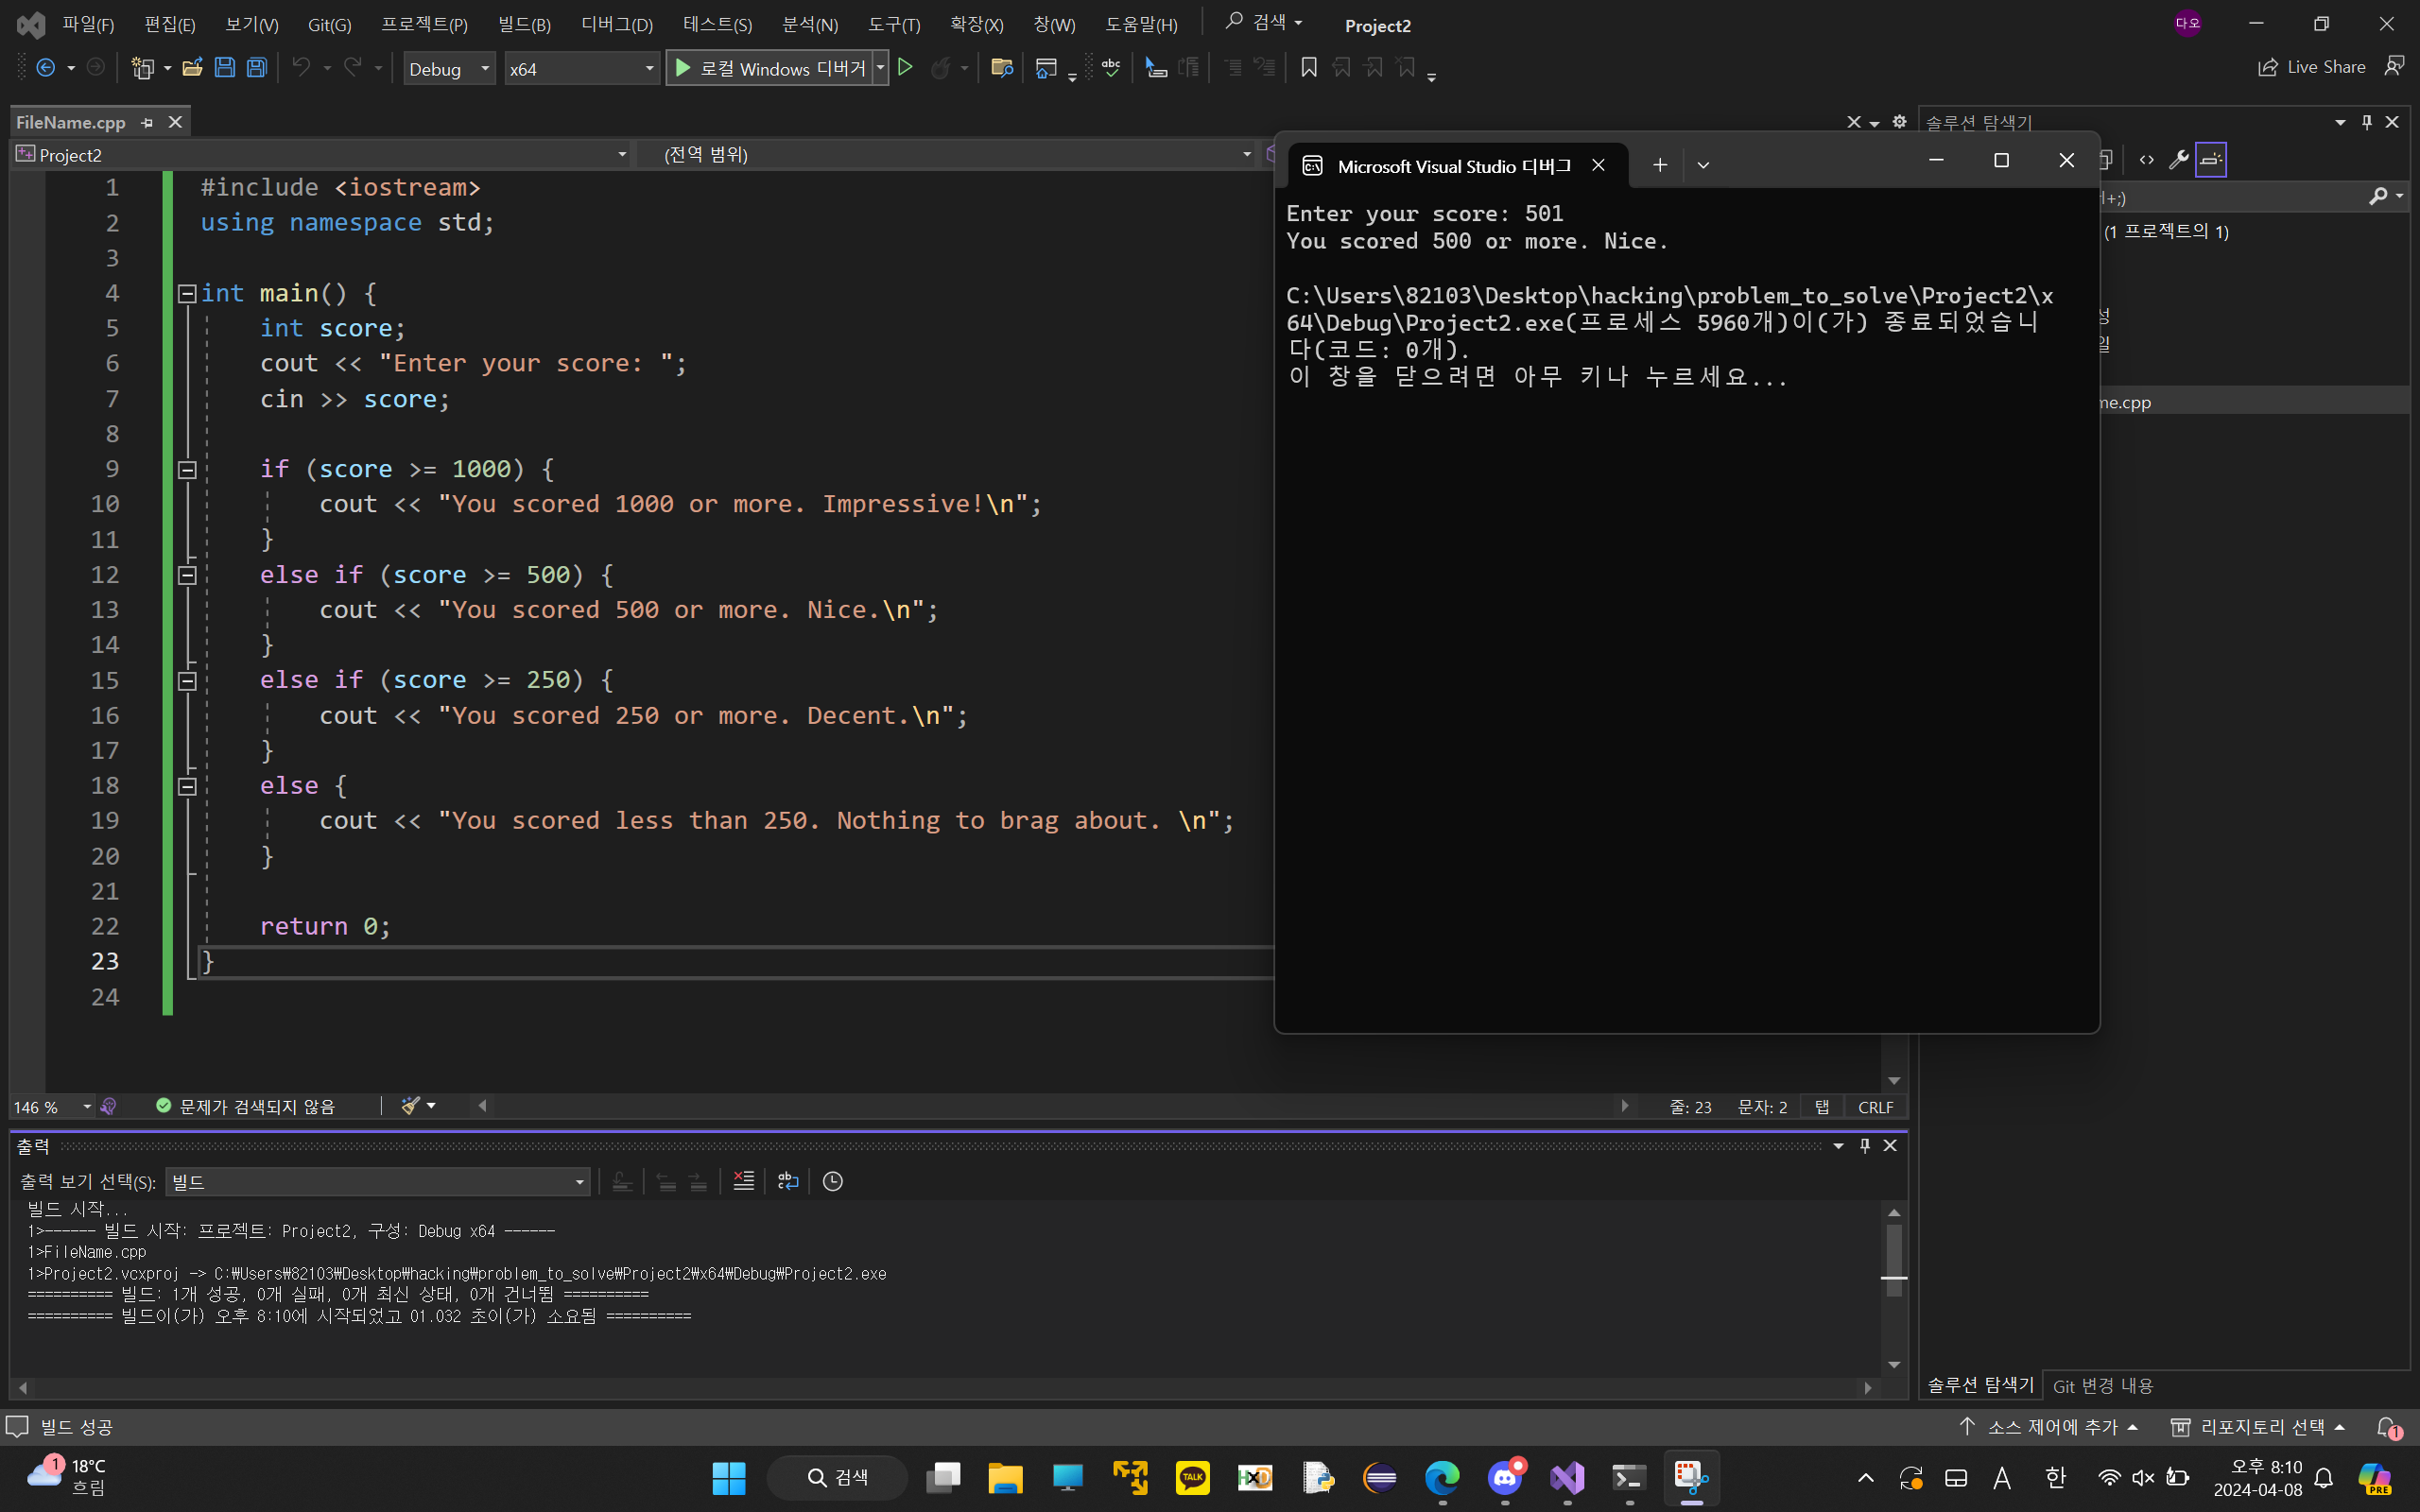 파일(F) 편집(E) 보기(V) Git(G) 프로젝트(P) 빌드(B) 디버그(D) 테스트(S) 분석(N) 도구(T) 확장(X) 창(W) 도움말(H) 검색 Project2 다오
Debug x64 로컬 Windows 디버거 Live Share
FileName.cpp
Project2 (전역 범위)
1 #include <iostream>
2 using namespace std;
3
4 int main() {
5 int score;
6 cout << "Enter your score: ";
7 cin >> score;
8
9 if (score >= 1000) {
10 cout << "You scored 1000 or more. Impressive!\n";
11 }
12 else if (score >= 500) {
13 cout << "You scored 500 or more. Nice.\n";
14 }
15 else if (score >= 250) {
16 cout << "You scored 250 or more. Decent.\n";
17 }
18 else {
19 cout << "You scored less than 250. Nothing to brag about. \n";
20 }
21
22 return 0;
23 }
24
146 % 문제가 검색되지 않음 줄: 23 문자: 2 탭 CRLF
Microsoft Visual Studio 디버그
Enter your score: 501
You scored 500 or more. Nice.
C:\Users\82103\Desktop\hacking\problem_to_solve\Project2\x
64\Debug\Project2.exe(프로세스 5960개)이(가) 종료되었습니
다(코드: 0개).
이 창을 닫으려면 아무 키나 누르세요...
솔루션 탐색기
+;)
(1 프로젝트의 1)
성
일
me.cpp
출력
출력 보기 선택(S): 빌드
빌드 시작...
1>------ 빌드 시작: 프로젝트: Project2, 구성: Debug x64 ------
1>FileName.cpp
1>Project2.vcxproj -> C:₩Users₩82103₩Desktop₩hacking₩problem_to_solve₩Project2₩x64₩Debug₩Project2.exe
========== 빌드: 1개 성공, 0개 실패, 0개 최신 상태, 0개 건너뜀 ==========
========== 빌드이(가) 오후 8:10에 시작되었고 01.032 초이(가) 소요됨 ==========
솔루션 탐색기 Git 변경 내용
빌드 성공 소스 제어에 추가 리포지토리 선택 1
1 18°C
흐림
검색
TALK
HXD
A 한
오후 8:10
2024-04-08
PRE